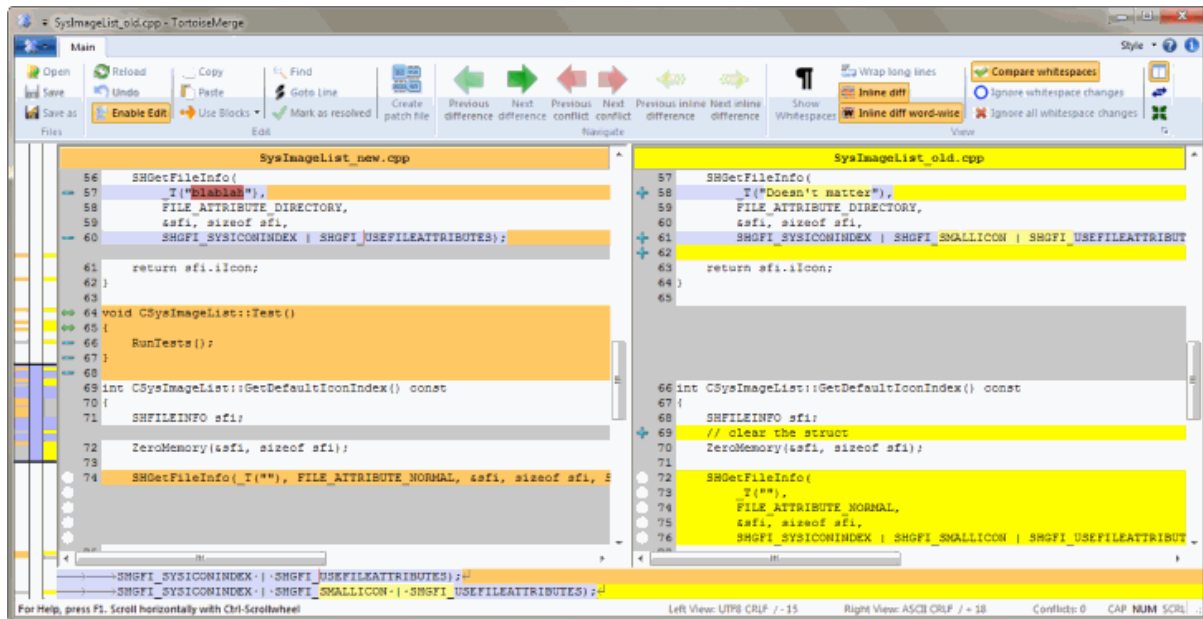 SysImageList_old.cpp - TortoiseMerge
Main
Style
Open
Save
Save as
Files
Reload
Undo
Enable Edit
Copy
Paste
Use Blocks
Find
Goto Line
Mark as resolved
Edit
Create patch file
Previous difference
Next difference
Previous conflict
Next conflict
Previous inline difference
Next inline difference
Navigate
Show Whitespaces
Wrap long lines
Inline diff
Inline diff word-wise
Compare whitespaces
Ignore whitespace changes
Ignore all whitespace changes
View
SysImageList_new.cpp
56 SHGetFileInfo(
57 _T("blablah"),
58 FILE_ATTRIBUTE_DIRECTORY,
59 &sfi, sizeof sfi,
60 SHGFI_SYSICONINDEX | SHGFI_USEFILEATTRIBUTES);
61 return sfi.iIcon;
62 }
63
64 void CSysImageList::Test()
65 {
66 RunTests();
67 }
68
69 int CSysImageList::GetDefaultIconIndex() const
70 {
71 SHFILEINFO sfi;
72 ZeroMemory(&sfi, sizeof sfi);
73
74 SHGetFileInfo(_T(""), FILE_ATTRIBUTE_NORMAL, &sfi, sizeof sfi, S
SysImageList_old.cpp
57 SHGetFileInfo(
58 _T("Doesn't matter"),
59 FILE_ATTRIBUTE_DIRECTORY,
60 &sfi, sizeof sfi,
61 SHGFI_SYSICONINDEX | SHGFI_SMALLICON | SHGFI_USEFILEATTRIBUT
62
63 return sfi.iIcon;
64 }
65
66 int CSysImageList::GetDefaultIconIndex() const
67 {
68 SHFILEINFO sfi;
69 // clear the struct
70 ZeroMemory(&sfi, sizeof sfi);
71
72 SHGetFileInfo(
73 _T(""),
74 FILE_ATTRIBUTE_NORMAL,
75 &sfi, sizeof sfi,
76 SHGFI_SYSICONINDEX | SHGFI_SMALLICON | SHGFI_USEFILEATTRIBUT
SHGFI_SYSICONINDEX·|·SHGFI_USEFILEATTRIBUTES);
SHGFI_SYSICONINDEX·|·SHGFI_SMALLICON·|·SHGFI_USEFILEATTRIBUTES);
For Help, press F1. Scroll horizontally with Ctrl-Scrollwheel
Left View: UTF8 CRLF / - 15
Right View: ASCII CRLF / + 18
Conflicts: 0
CAP NUM SCRL